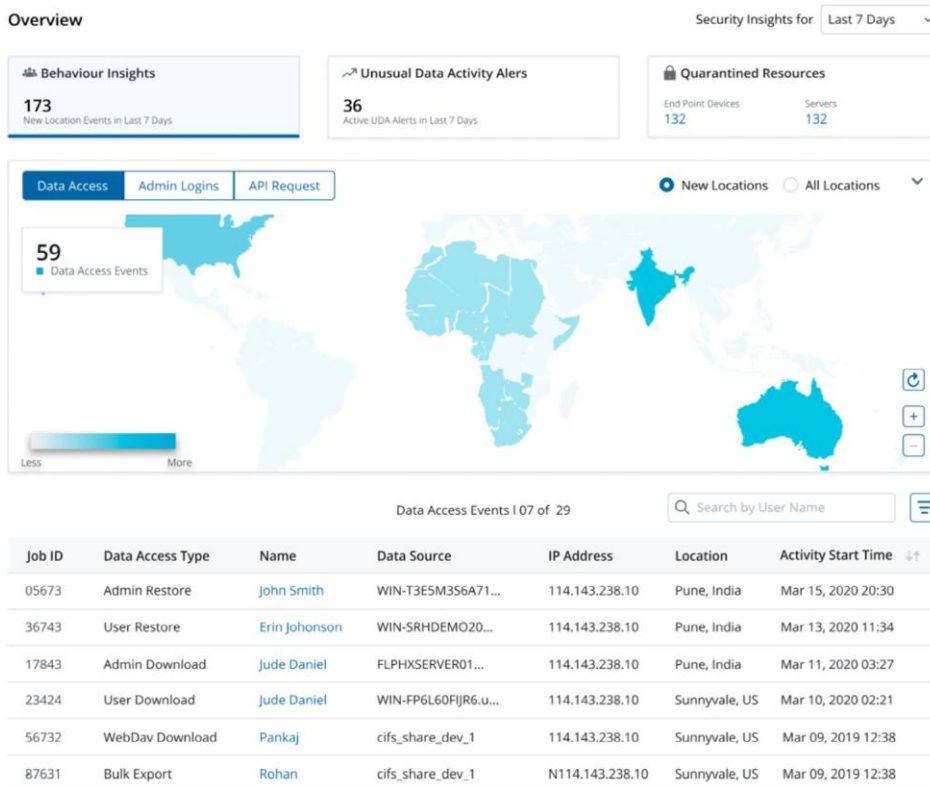 Overview
Security Insights for Last 7 Days
Behaviour Insights
173
New Location Events in Last 7 Days
Unusual Data Activity Alers
36
Active UDA Alerts in Last 7 Days
Quarantined Resources
End Point Devices Servers
132 132
Data Access Admin Logins API Request
New Locations All Locations
59
Data Access Events
Less More
Data Access Events l 07 of 29
Search by User Name
Job ID Data Access Type Name Data Source IP Address Location Activity Start Time
05673 Admin Restore John Smith WIN-T3E5M3S6A71... 114.143.238.10 Pune, India Mar 15, 2020 20:30
36743 User Restore Erin Johonson WIN-SRHDEMO20... 114.143.238.10 Pune, India Mar 13, 2020 11:34
17843 Admin Download Jude Daniel FLPHXSERVER01... 114.143.238.10 Pune, India Mar 11, 2020 03:27
23424 User Download Jude Daniel WIN-FP6L60FIJR6.u... 114.143.238.10 Sunnyvale, US Mar 10, 2020 02:21
56732 WebDav Download Pankaj cifs_share_dev_1 114.143.238.10 Sunnyvale, US Mar 09, 2019 12:38
87631 Bulk Export Rohan cifs_share_dev_1 N114.143.238.10 Sunnyvale, US Mar 09, 2019 12:38